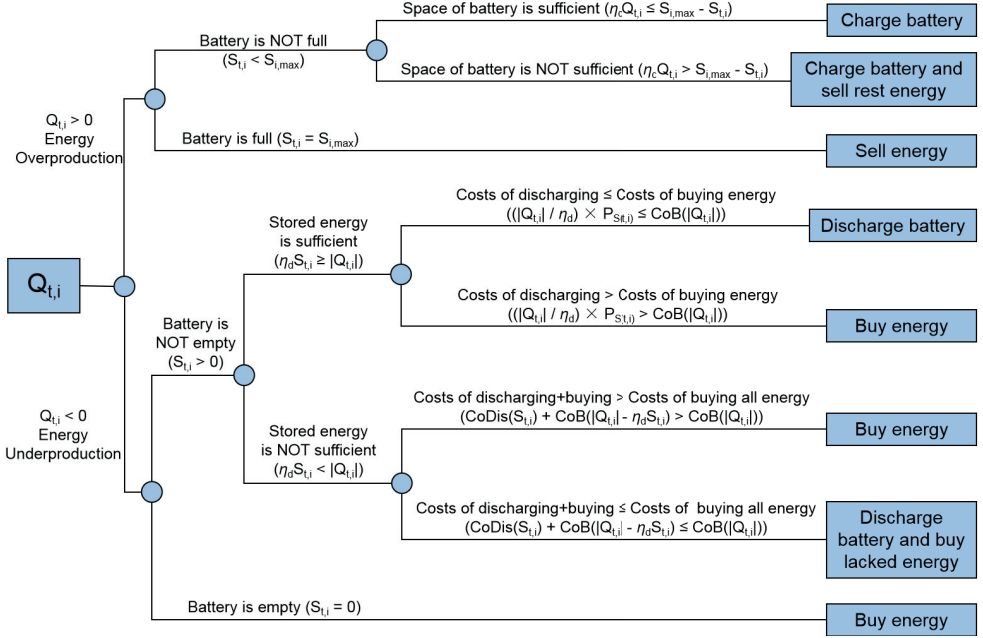 Space of battery is sufficient (ηcQt,i ≤ Si,max - St,i)
Charge battery
Battery is NOT full
(St,i < Si,max)
Space of battery is NOT sufficient (ηcQt,i > Si,max - St,i)
Charge battery and
sell rest energy
Qt,i > 0
Energy
Overproduction
Battery is full (St,i = Si,max)
Sell energy
Qt,i
Costs of discharging ≤ Costs of buying energy
((|Qt,i| / ηd) × PS(t,i) ≤ CoB(|Qt,i|))
Discharge battery
Stored energy
is sufficient
(ηdSt,i ≥ |Qt,i|)
Costs of discharging > Costs of buying energy
((|Qt,i| / ηd) × PS(t,i) > CoB(|Qt,i|))
Buy energy
Battery is
NOT empty
(St,i > 0)
Qt,i < 0
Energy
Underproduction
Costs of discharging+buying > Costs of buying all energy
(CoDis(St,i) + CoB(|Qt,i| - ηdSt,i) > CoB(|Qt,i|))
Buy energy
Stored energy
is NOT sufficient
(ηdSt,i < |Qt,i|)
Costs of discharging+buying ≤ Costs of buying all energy
(CoDis(St,i) + CoB(|Qt,i| - ηdSt,i) ≤ CoB(|Qt,i|))
Discharge
battery and buy
lacked energy
Battery is empty (St,i = 0)
Buy energy